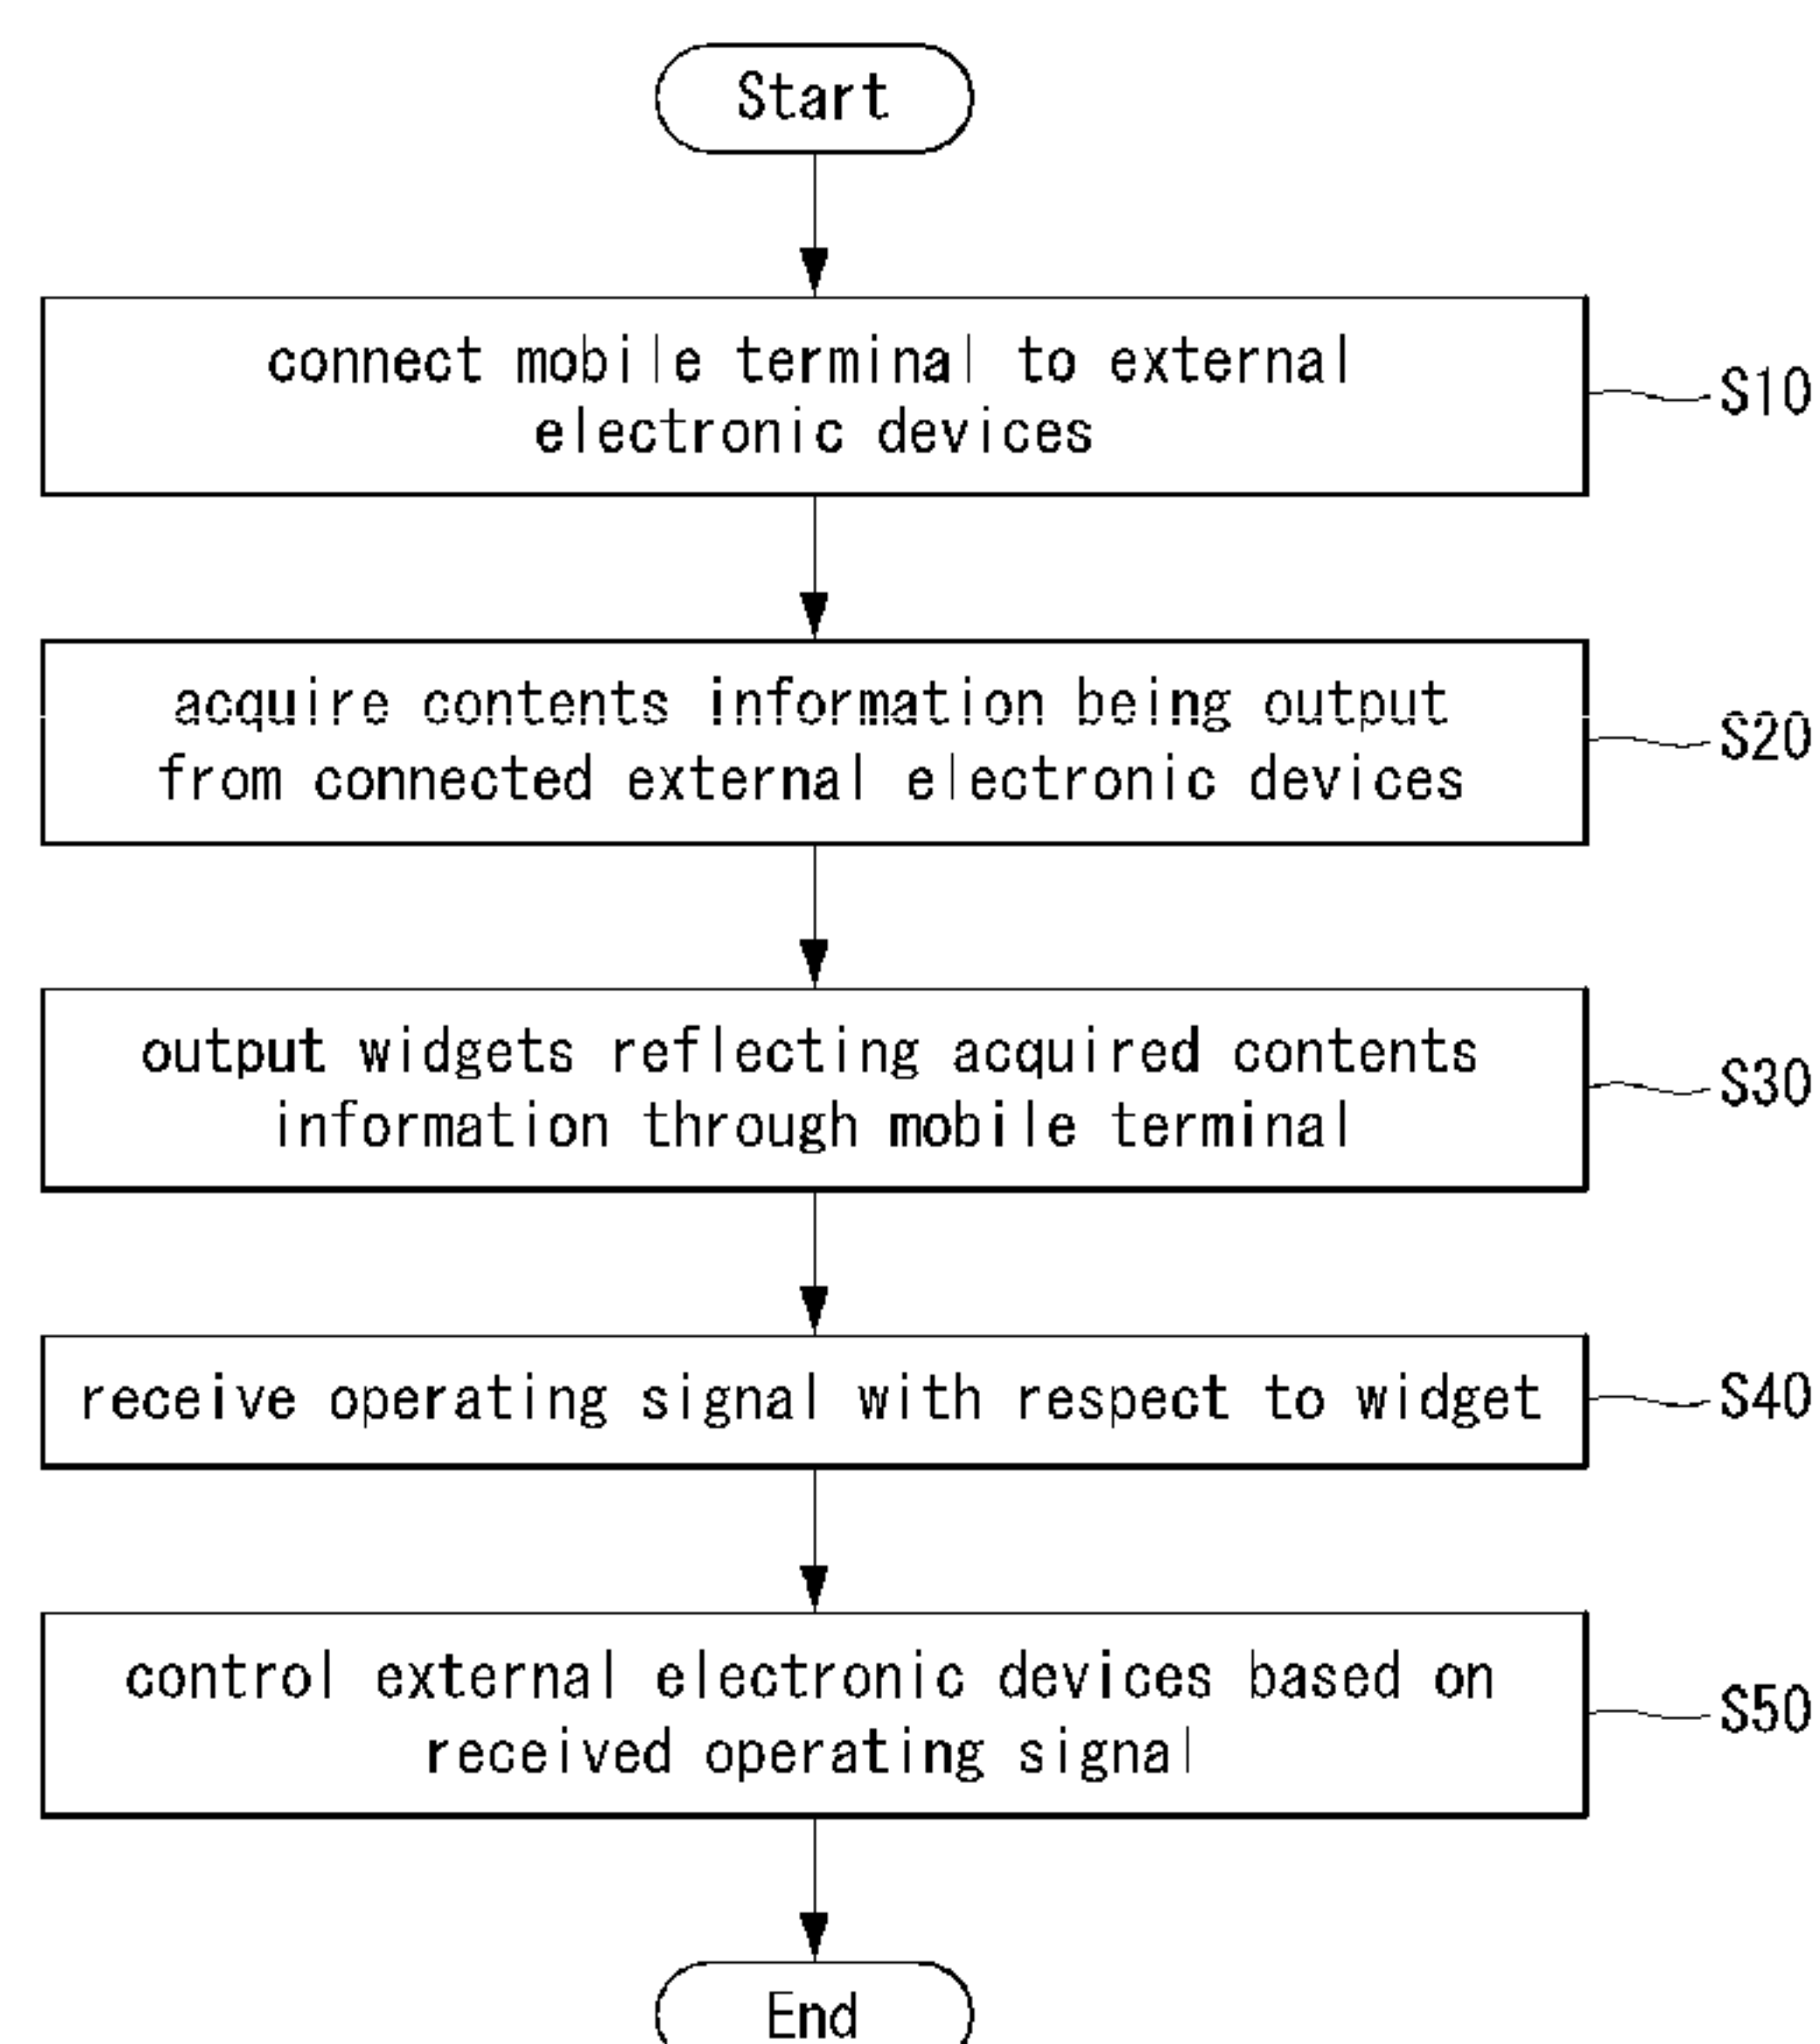 Start
connect mobile terminal to external
electronic devices
S10
acquire contents information being output
from connected external electronic devices
S20
output widgets reflecting acquired contents
information through mobile terminal
S30
receive operating signal with respect to widget
S40
control external electronic devices based on
received operating signal
S50
End